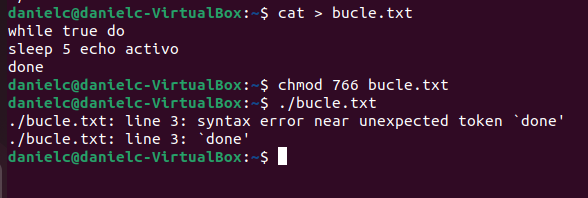 danielc@danielc-VirtualBox:~$ cat > bucle.txt
while true do
sleep 5 echo activo
done
danielc@danielc-VirtualBox:~$ chmod 766 bucle.txt
danielc@danielc-VirtualBox:~$ ./bucle.txt
./bucle.txt: line 3: syntax error near unexpected token `done'
./bucle.txt: line 3: `done'
danielc@danielc-VirtualBox:~$